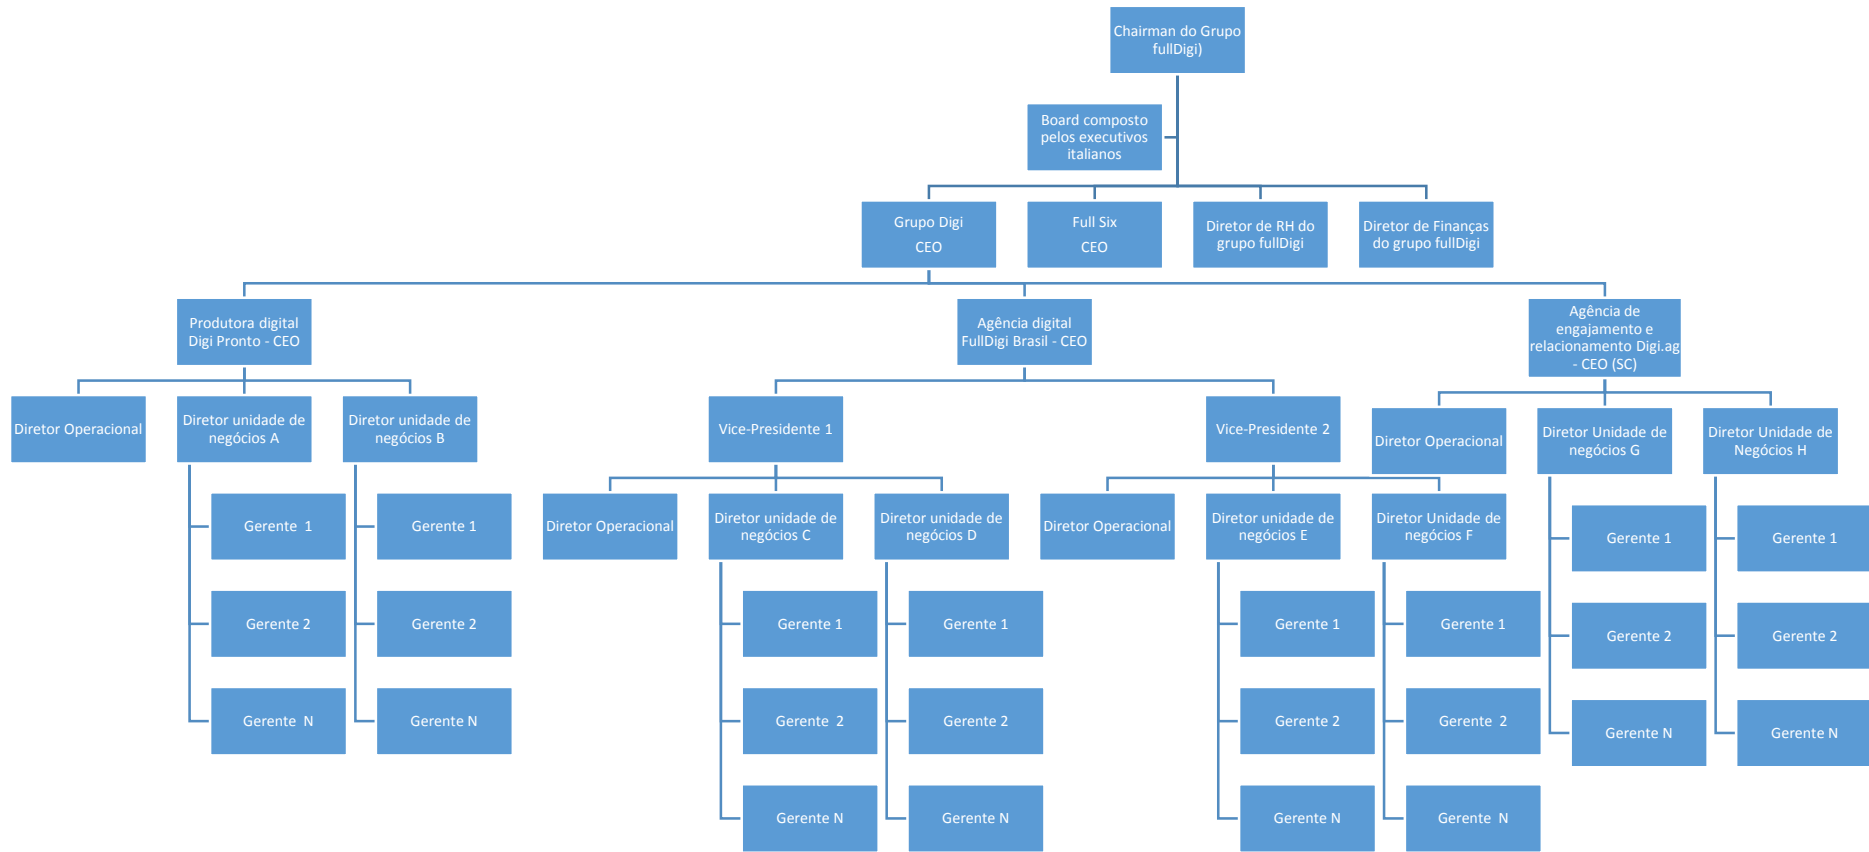 Chairman do Grupo
fullDigi)
Board composto
pelos executivos
italianos
Grupo Digi
CEO
Full Six
CEO
Diretor de RH do
grupo fullDigi
Diretor de Finanças
do grupo fullDigi
Produtora digital
Digi Pronto - CEO
Agência digital
FullDigi Brasil - CEO
Agência de
engajamento e
relacionamento Digi.ag
- CEO (SC)
Diretor Operacional
Diretor unidade de
negócios A
Diretor unidade de
negócios B
Vice-Presidente 1
Vice-Presidente 2
Diretor Operacional
Diretor Unidade de
negócios G
Diretor Unidade de
Negócios H
Gerente 1
Gerente 2
Gerente N
Gerente 1
Gerente 2
Gerente N
Diretor Operacional
Diretor unidade de
negócios C
Diretor unidade de
negócios D
Gerente 1
Gerente 2
Gerente N
Gerente 1
Gerente 2
Gerente N
Diretor Operacional
Diretor unidade de
negócios E
Diretor Unidade de
negócios F
Gerente 1
Gerente 2
Gerente N
Gerente 1
Gerente 2
Gerente N
Gerente 1
Gerente 2
Gerente N
Gerente 1
Gerente 2
Gerente N